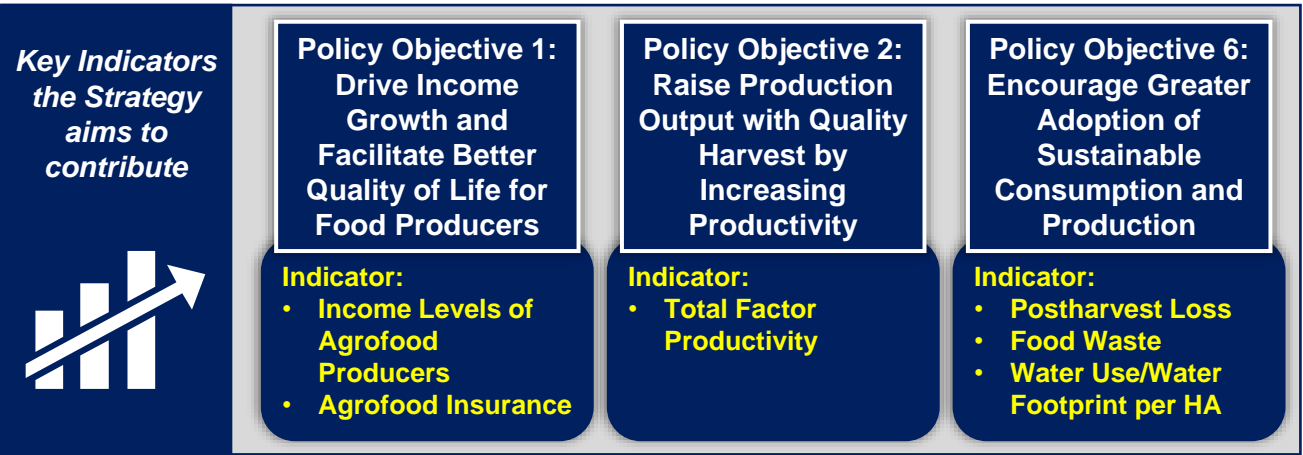 Key Indicators
the Strategy
aims to
contribute
Policy Objective 1:
Drive Income
Growth and
Facilitate Better
Quality of Life for
Food Producers
Indicator:
• Income Levels of
Agrofood
Producers
• Agrofood Insurance
Policy Objective 2:
Raise Production
Output with Quality
Harvest by
Increasing
Productivity
Indicator:
• Total Factor
Productivity
Policy Objective 6:
Encourage Greater
Adoption of
Sustainable
Consumption and
Production
Indicator:
• Postharvest Loss
• Food Waste
• Water Use/Water
Footprint per HA